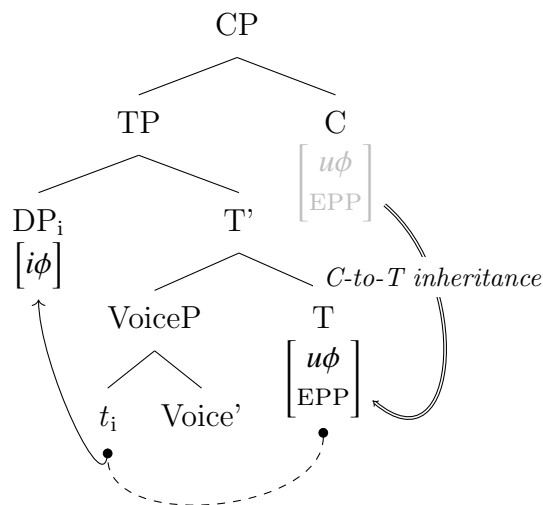 CP
TP C
[uϕ
EPP]
DPi T'
[iϕ]
C-to-T inheritance
VoiceP T
[uϕ
EPP]
ti Voice'